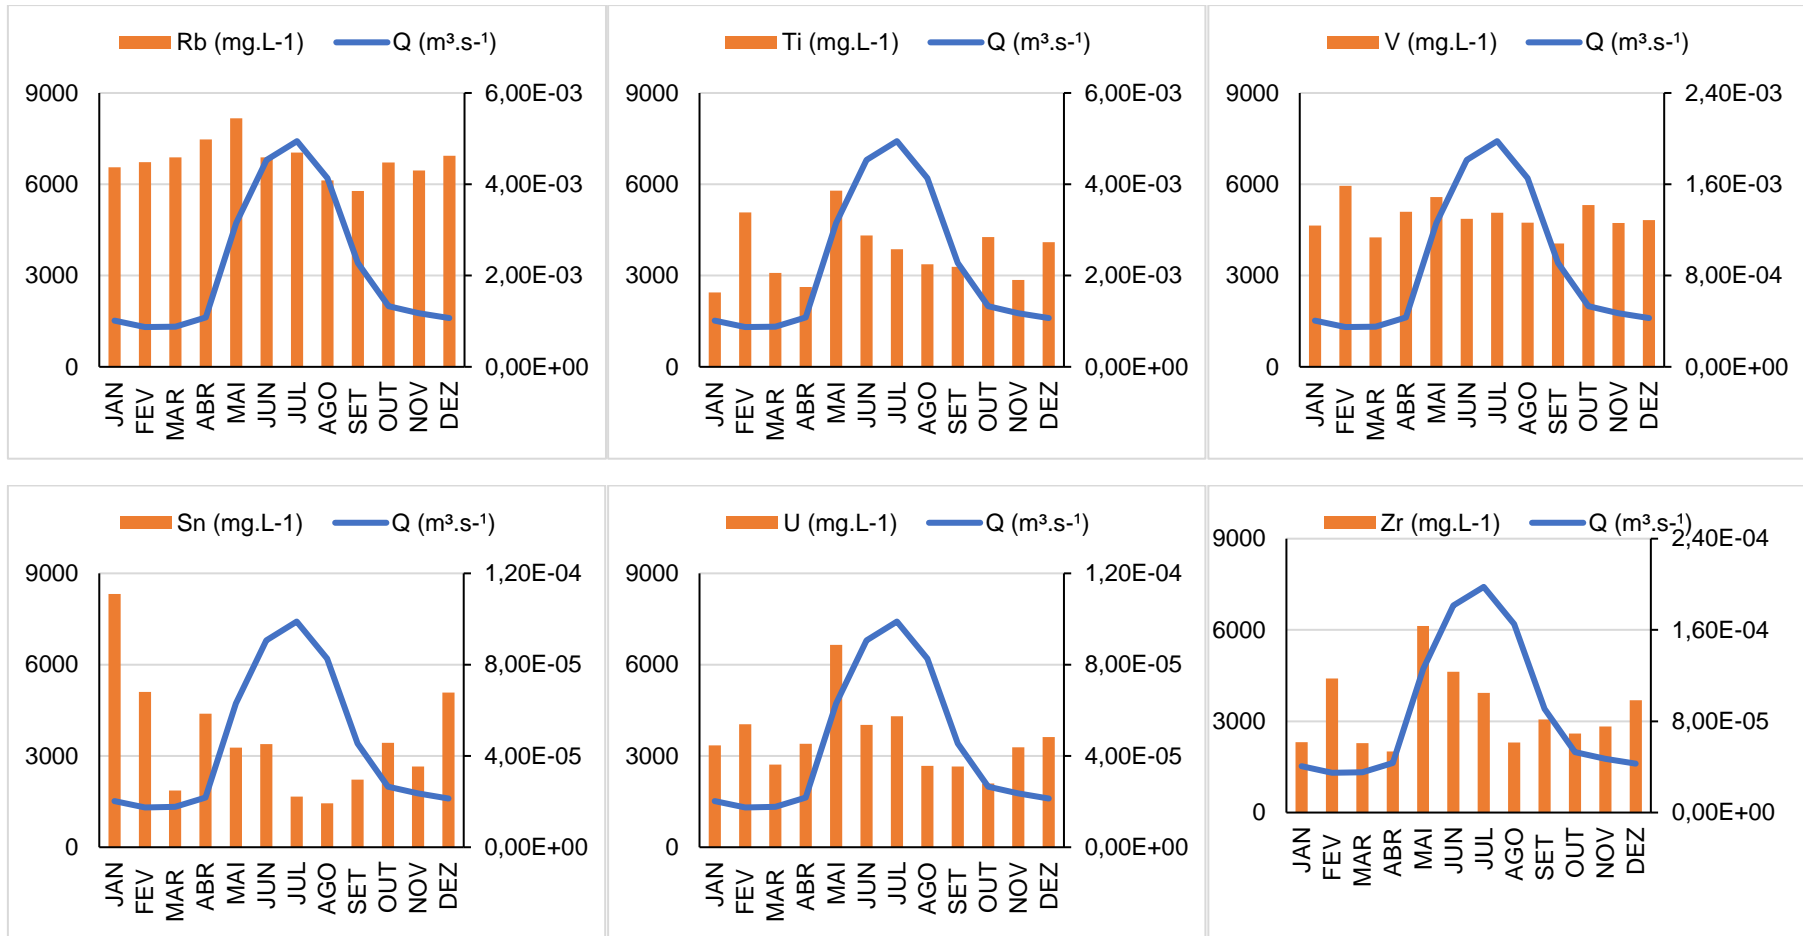 Rb (mg.L-1) Q (m³.s-¹)
9000 6,00E-03
6000 4,00E-03
3000 2,00E-03
0 0,00E+00
JAN FEV MAR ABR MAI JUN JUL AGO SET OUT NOV DEZ
Ti (mg.L-1) Q (m³.s-¹)
9000 6,00E-03
6000 4,00E-03
3000 2,00E-03
0 0,00E+00
JAN FEV MAR ABR MAI JUN JUL AGO SET OUT NOV DEZ
V (mg.L-1) Q (m³.s-¹)
9000 2,40E-03
6000 1,60E-03
3000 8,00E-04
0 0,00E+00
JAN FEV MAR ABR MAI JUN JUL AGO SET OUT NOV DEZ
Sn (mg.L-1) Q (m³.s-¹)
9000 1,20E-04
6000 8,00E-05
3000 4,00E-05
0 0,00E+00
JAN FEV MAR ABR MAI JUN JUL AGO SET OUT NOV DEZ
U (mg.L-1) Q (m³.s-¹)
9000 1,20E-04
6000 8,00E-05
3000 4,00E-05
0 0,00E+00
JAN FEV MAR ABR MAI JUN JUL AGO SET OUT NOV DEZ
Zr (mg.L-1) Q (m³.s-¹)
9000 2,40E-04
6000 1,60E-04
3000 8,00E-05
0 0,00E+00
JAN FEV MAR ABR MAI JUN JUL AGO SET OUT NOV DEZ